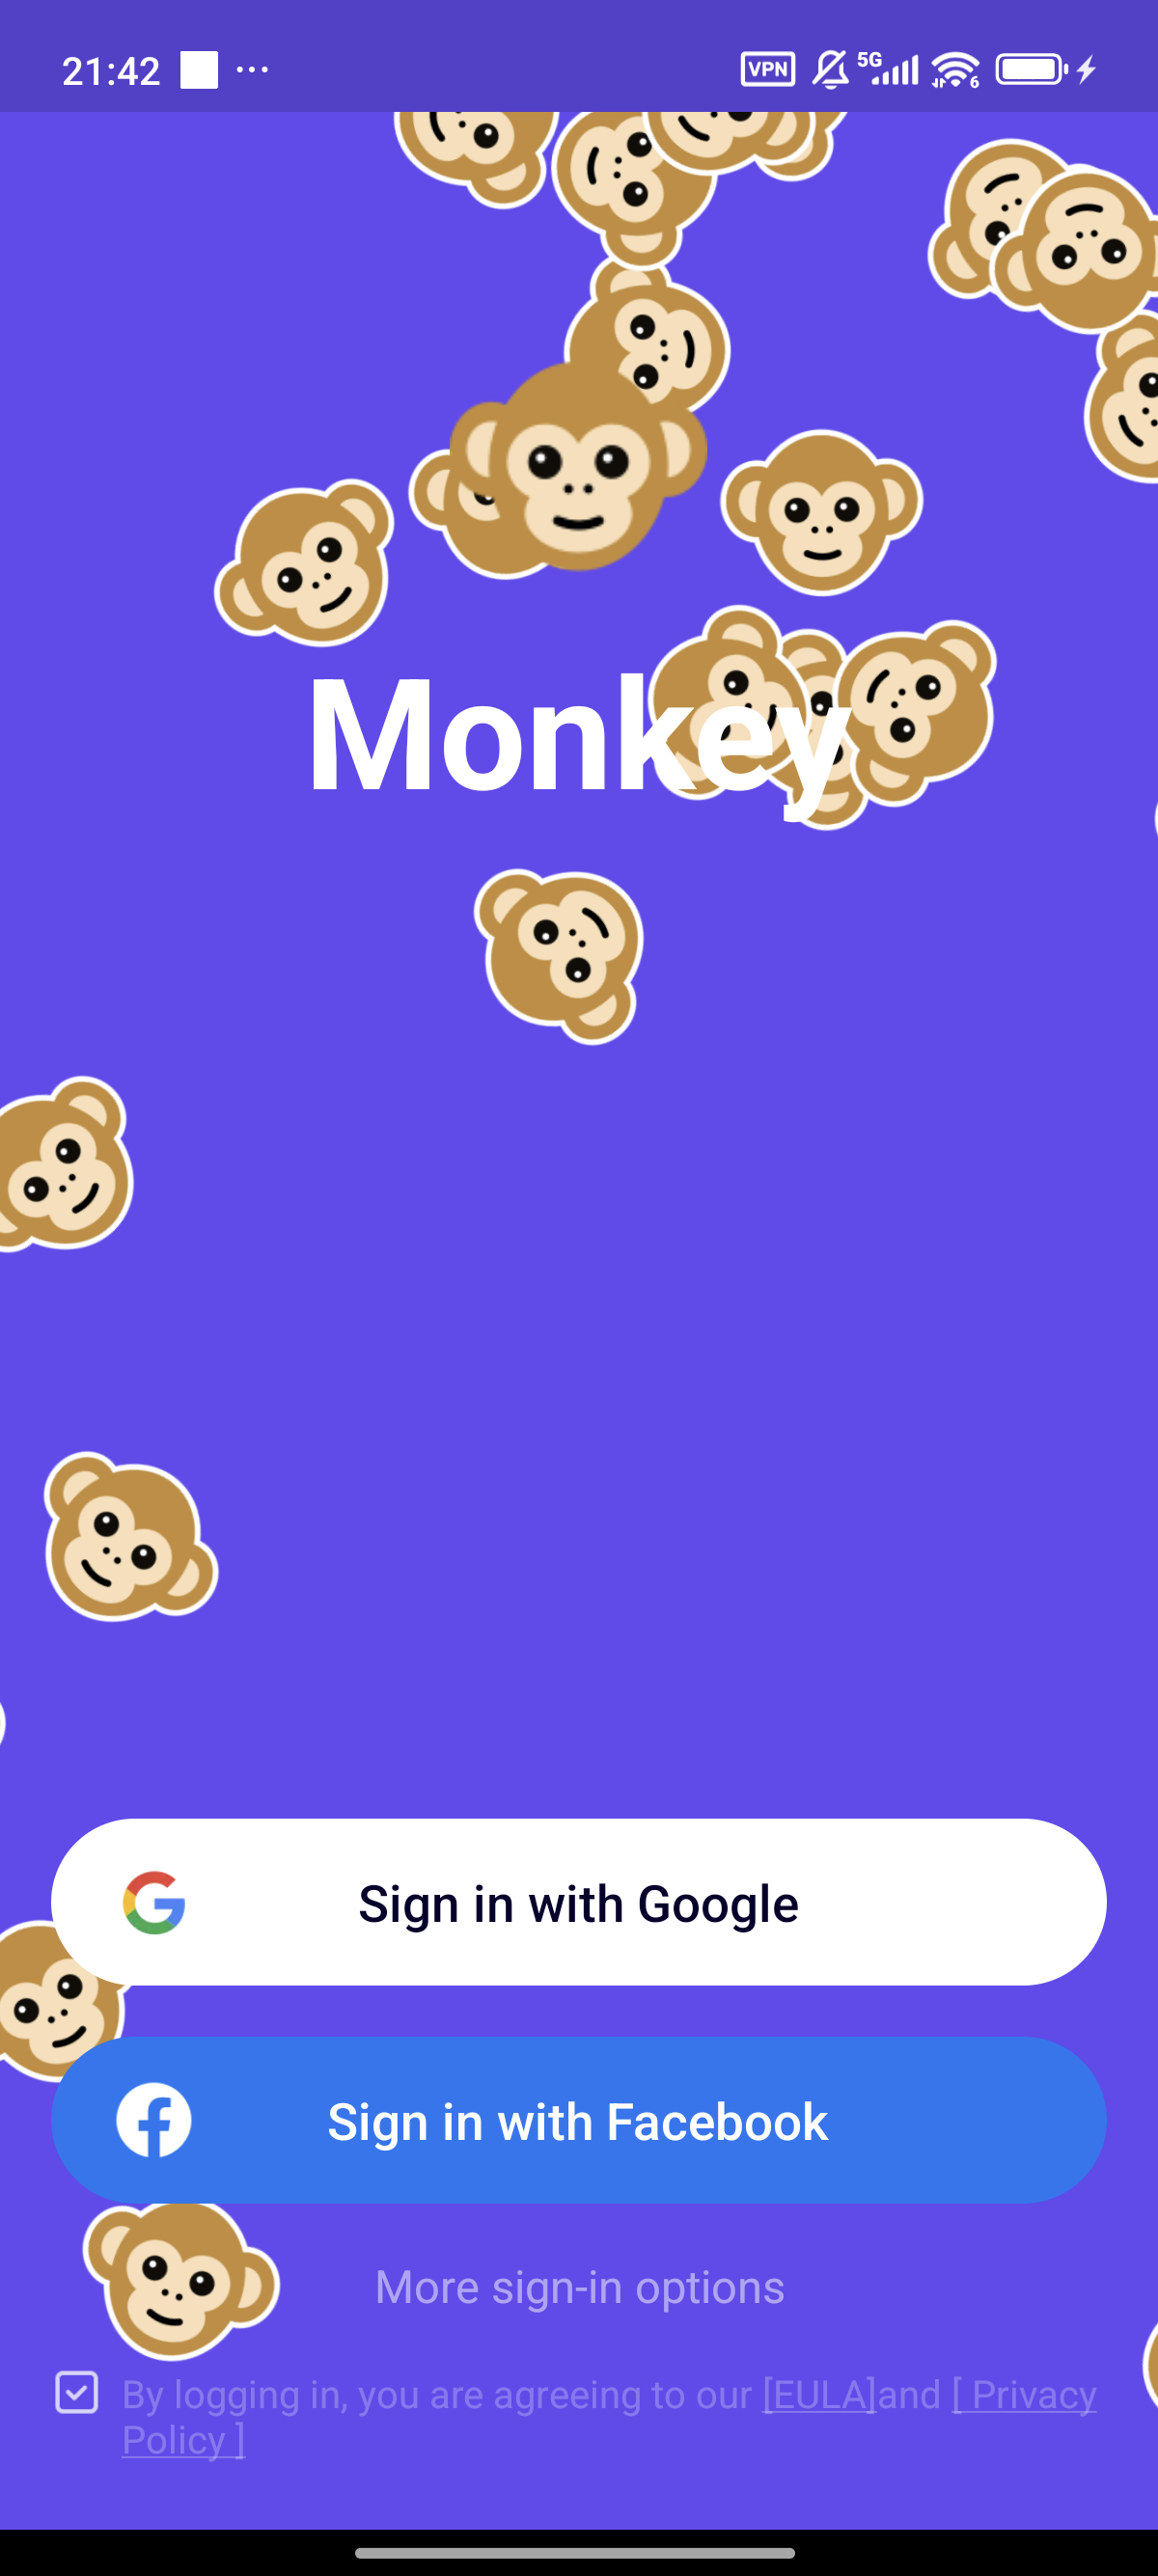 21:42 ... VPN 5G 6
Monkey
Sign in with Google
Sign in with Facebook
More sign-in options
By logging in, you are agreeing to our [EULA]and [ Privacy
Policy ]